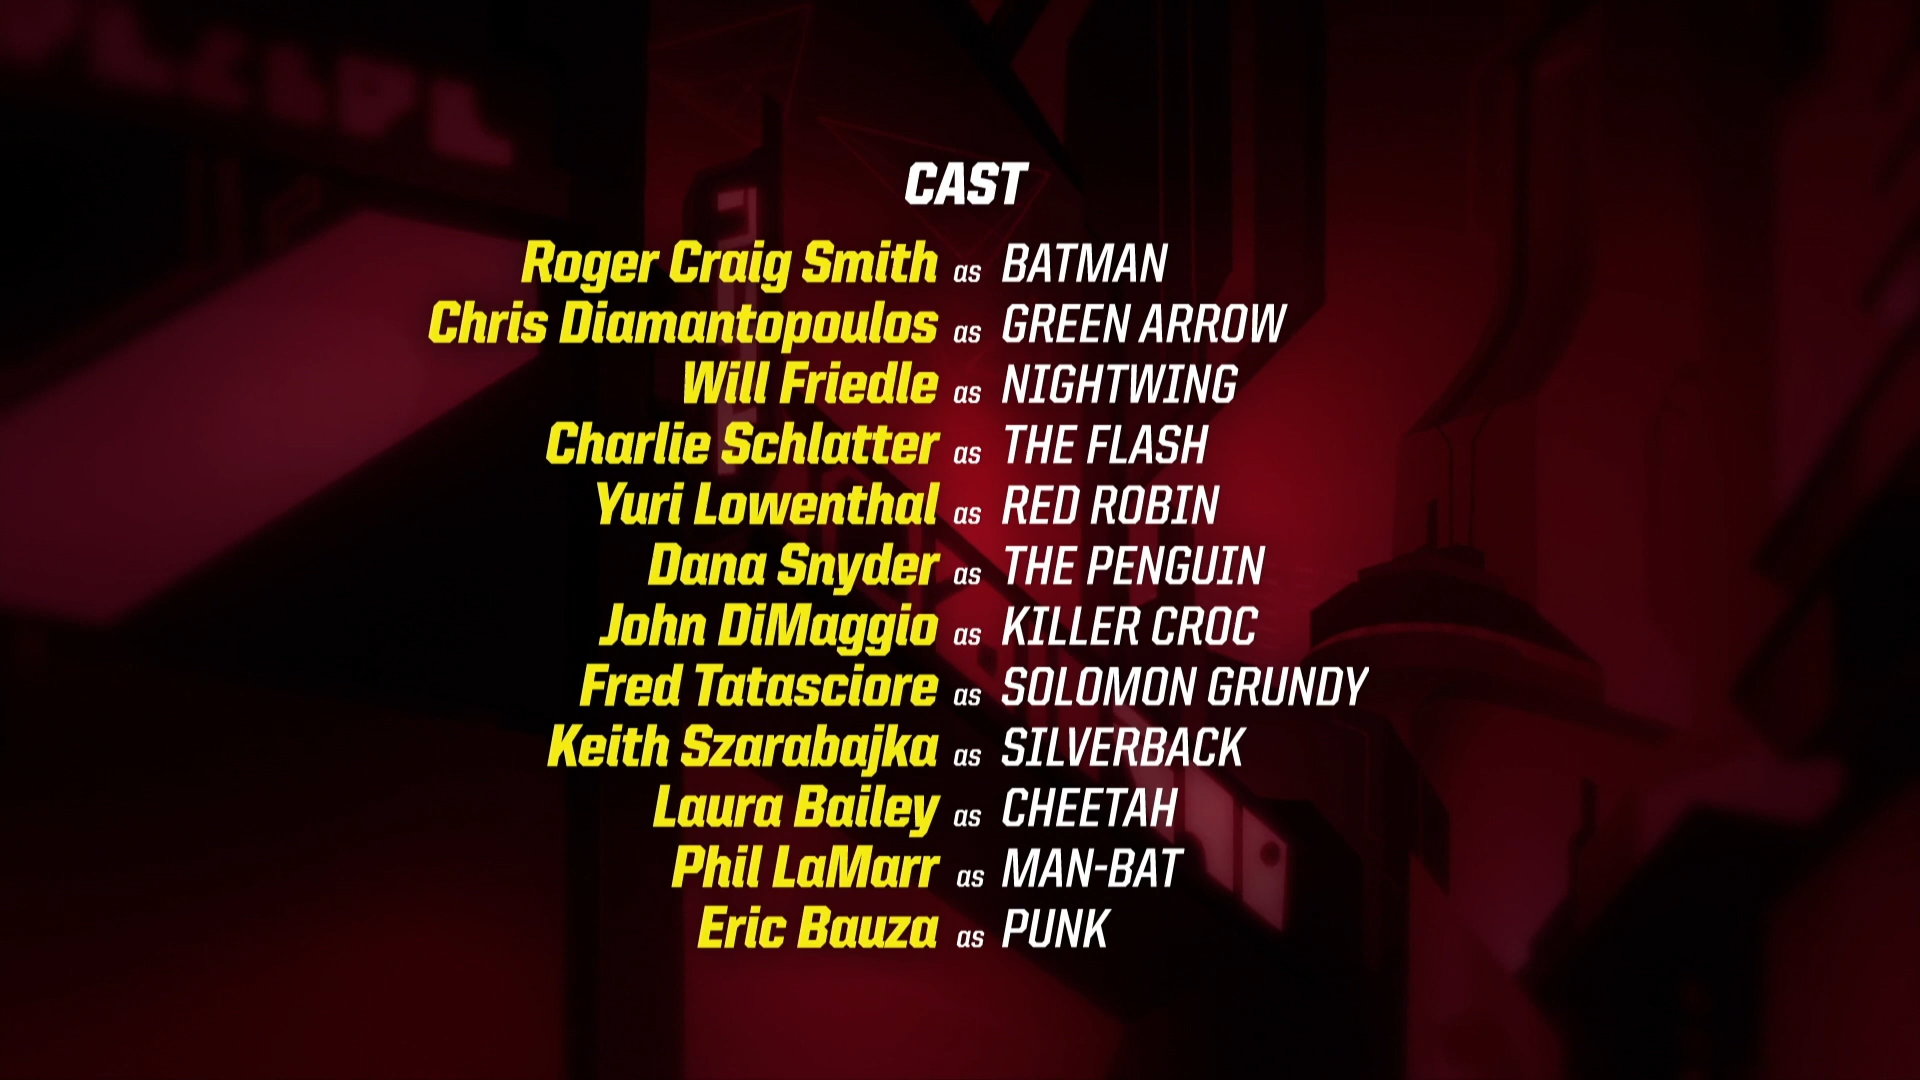 CAST
Roger Craig Smith as BATMAN
Chris Diamantopoulos as GREEN ARROW
Will Friedle as NIGHTWING
Charlie Schlatter as THE FLASH
Yuri Lowenthal as RED ROBIN
Dana Snyder as THE PENGUIN
John DiMaggio as KILLER CROC
Fred Tatasciore as SOLOMON GRUNDY
Keith Szarabajka as SILVERBACK
Laura Bailey as CHEETAH
Phil LaMarr as MAN-BAT
Eric Bauza as PUNK